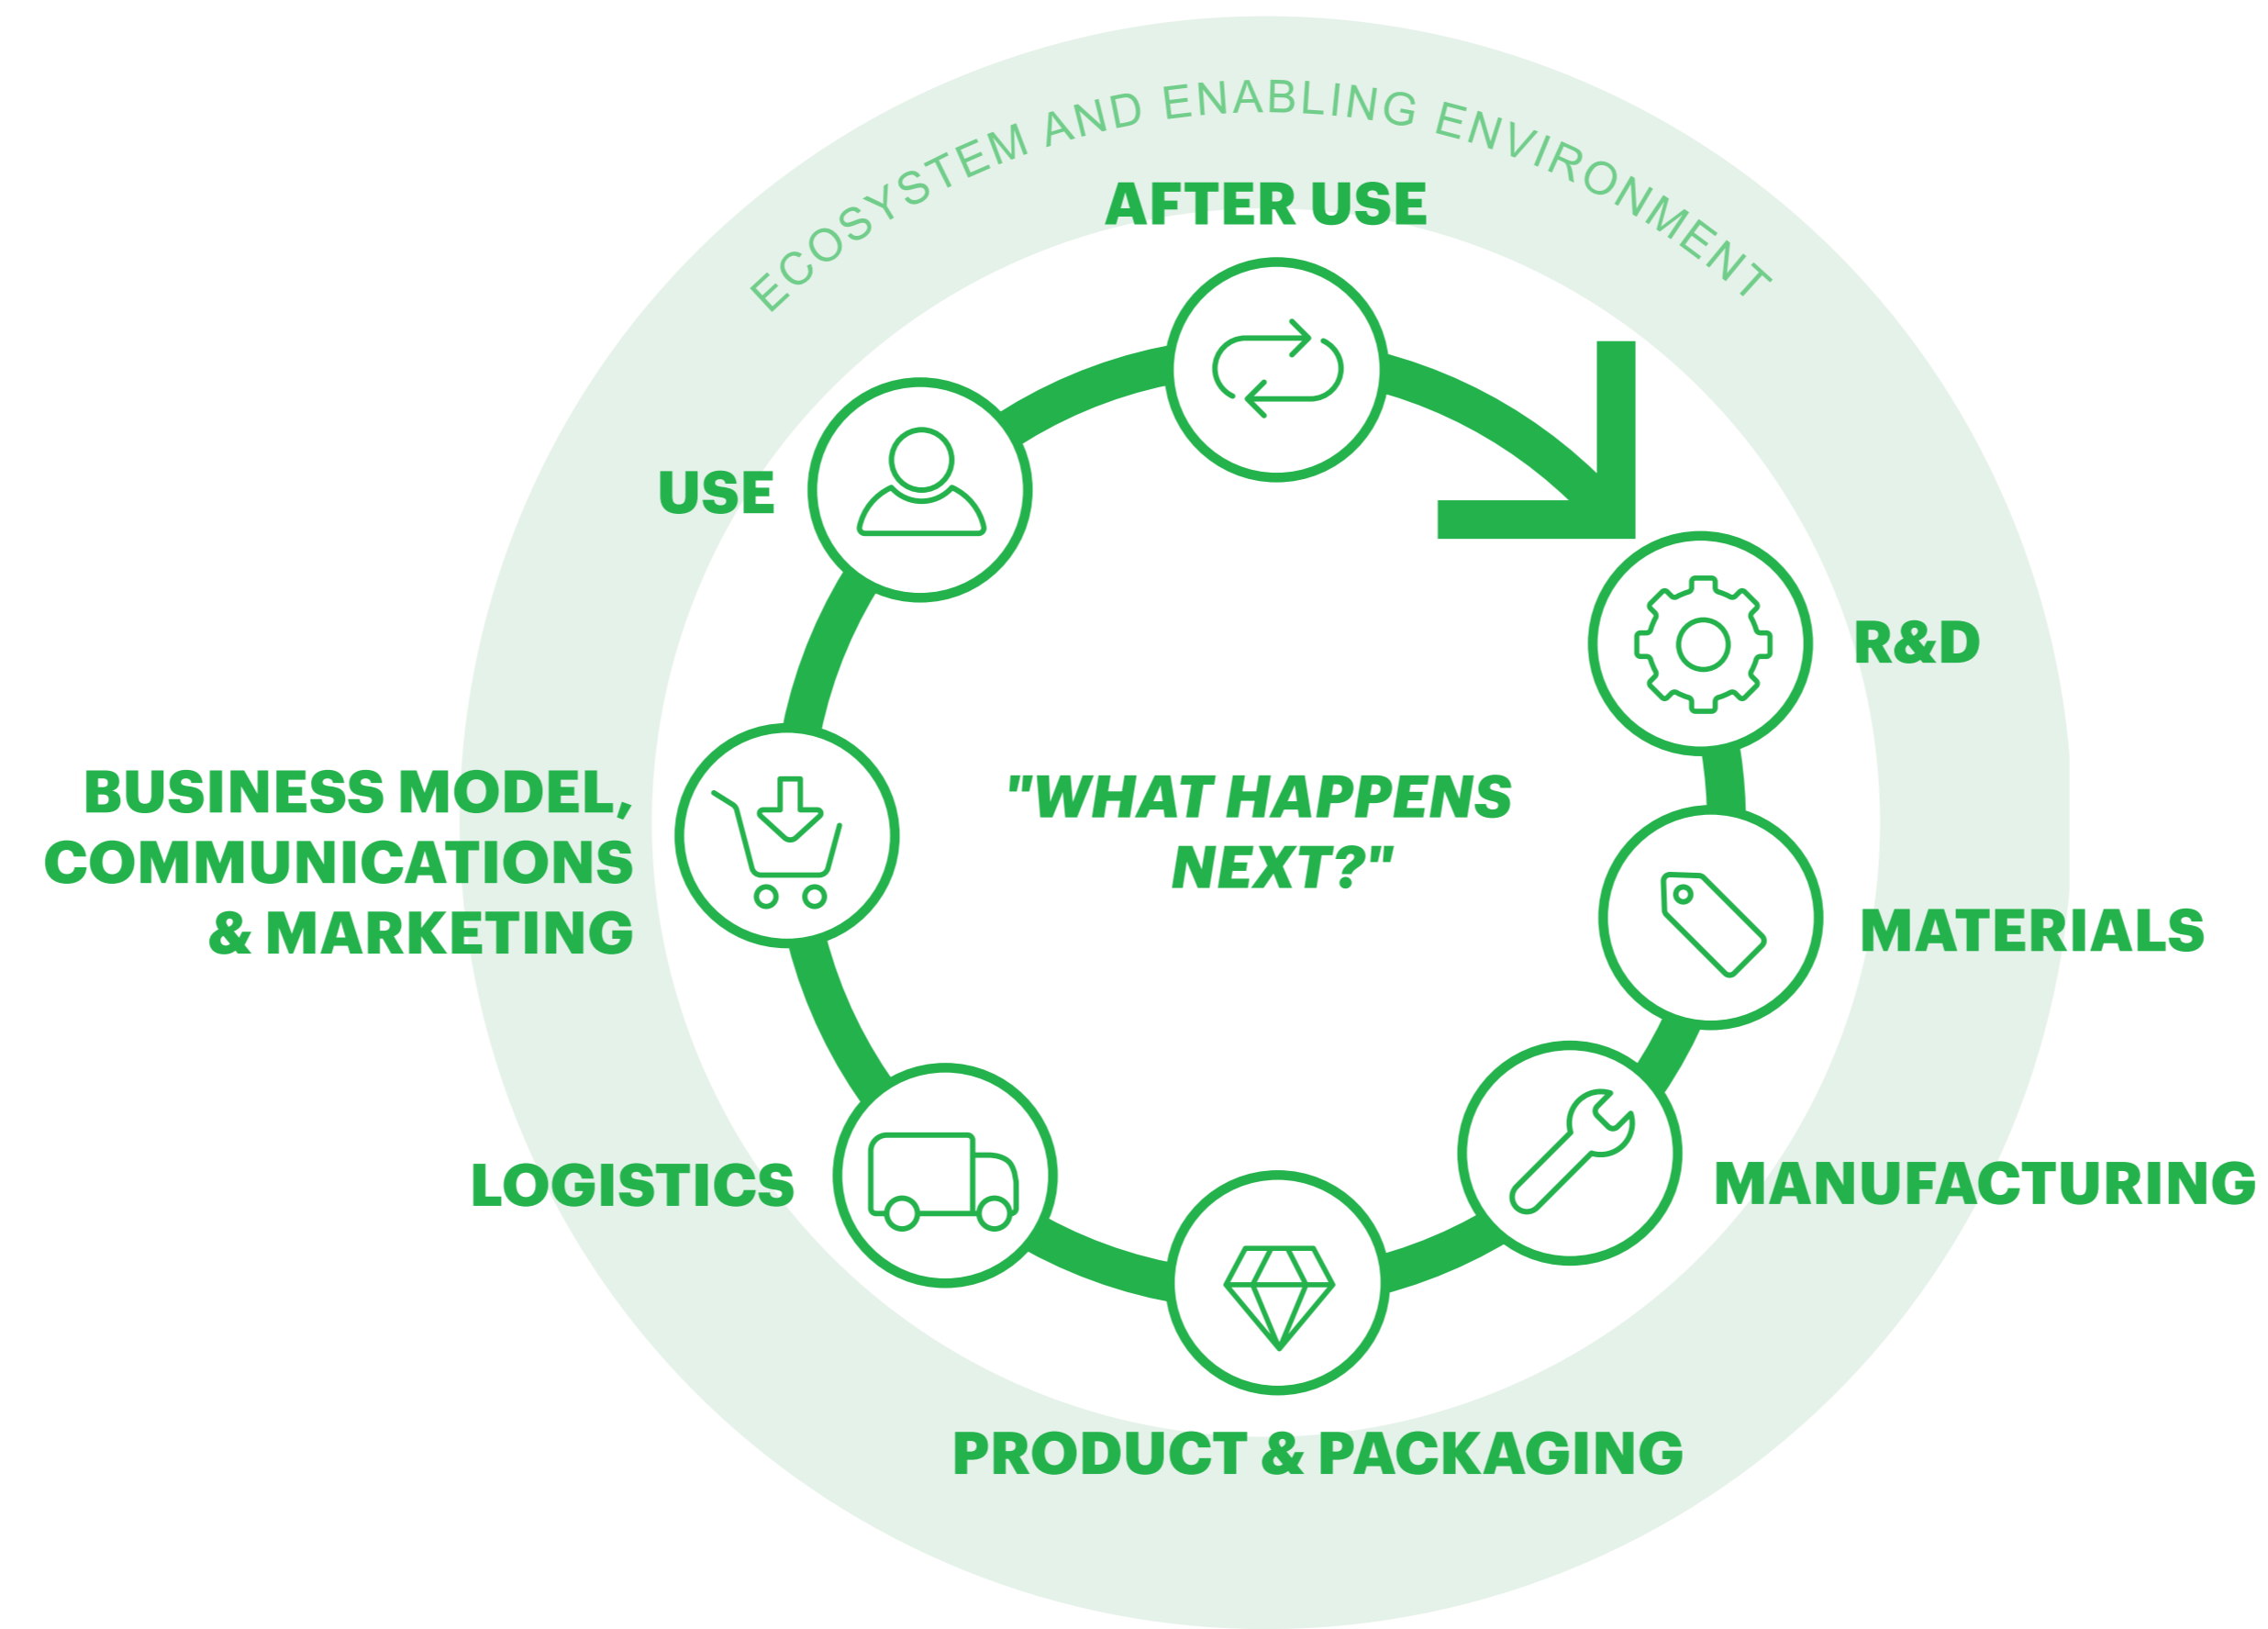 ECOSYSTEM AND ENABLING ENVIRONMENT
AFTER USE
USE
R&D
BUSINESS MODEL,
COMMUNICATIONS
& MARKETING
"WHAT HAPPENS
NEXT?"
MATERIALS
LOGISTICS
MANUFACTURING
PRODUCT & PACKAGING